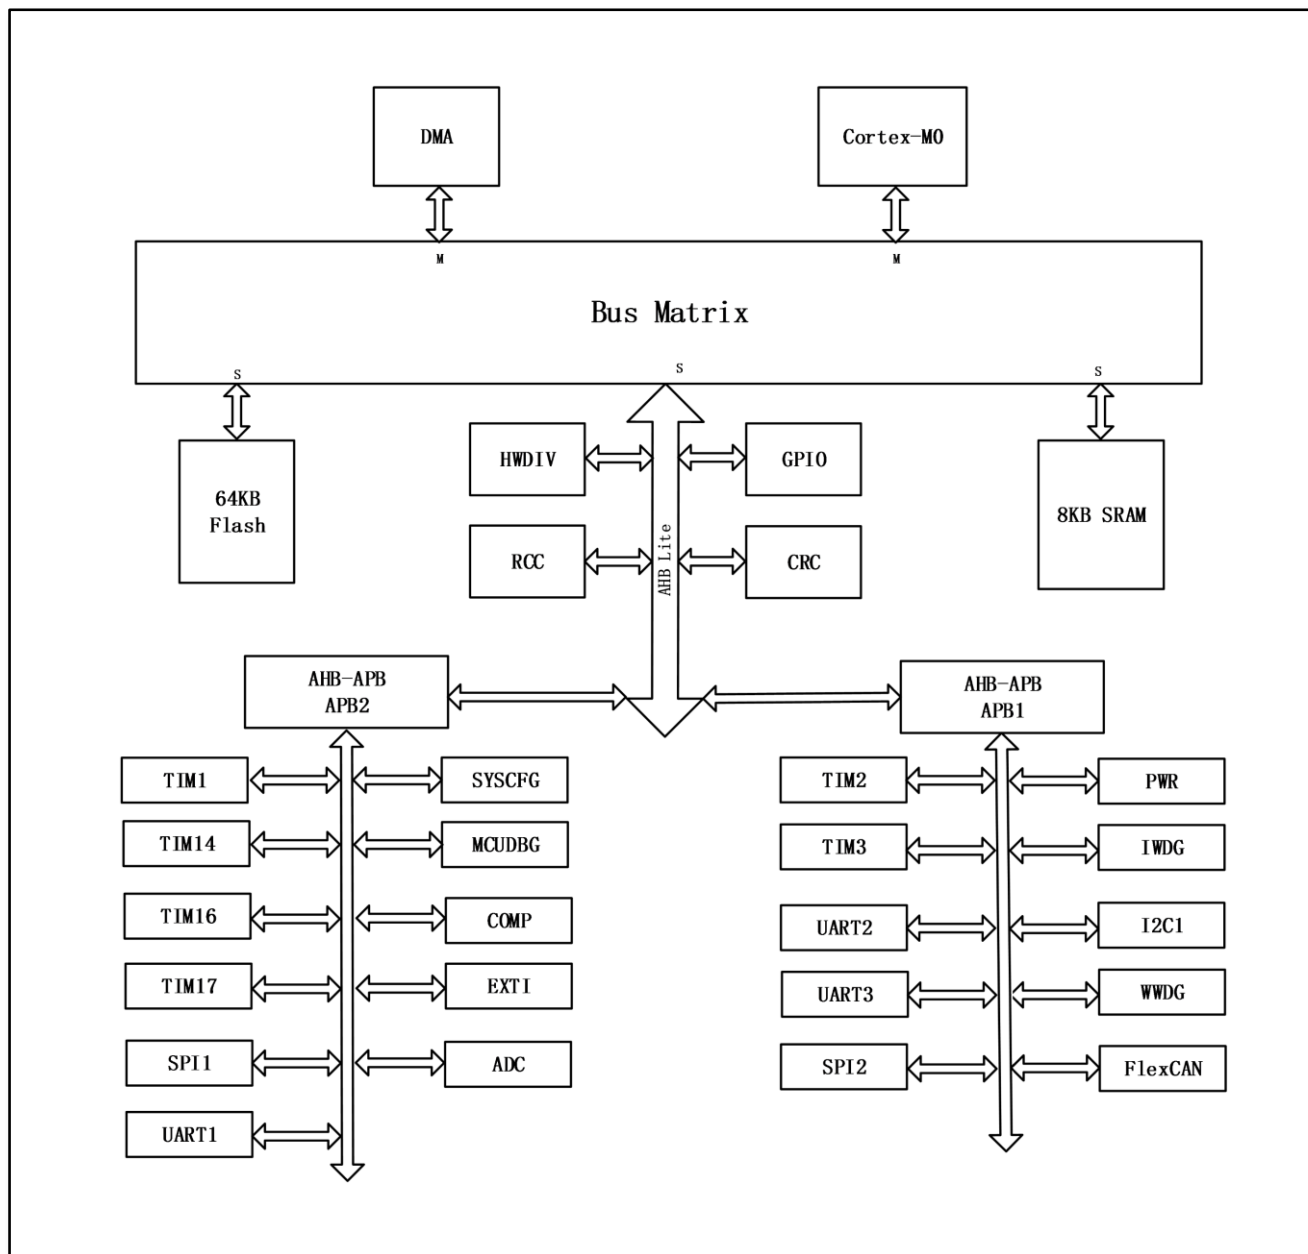 DMA
Cortex-M0
M
M
Bus Matrix
S
S
S
HWDIV
GPIO
64KB
Flash
8KB SRAM
RCC
AHB Lite
CRC
AHB-APB
APB2
AHB-APB
APB1
TIM1
SYSCFG
TIM14
MCUDBG
TIM16
COMP
TIM17
EXTI
SPI1
ADC
UART1
TIM2
PWR
TIM3
IWDG
UART2
I2C1
UART3
WWDG
SPI2
FlexCAN